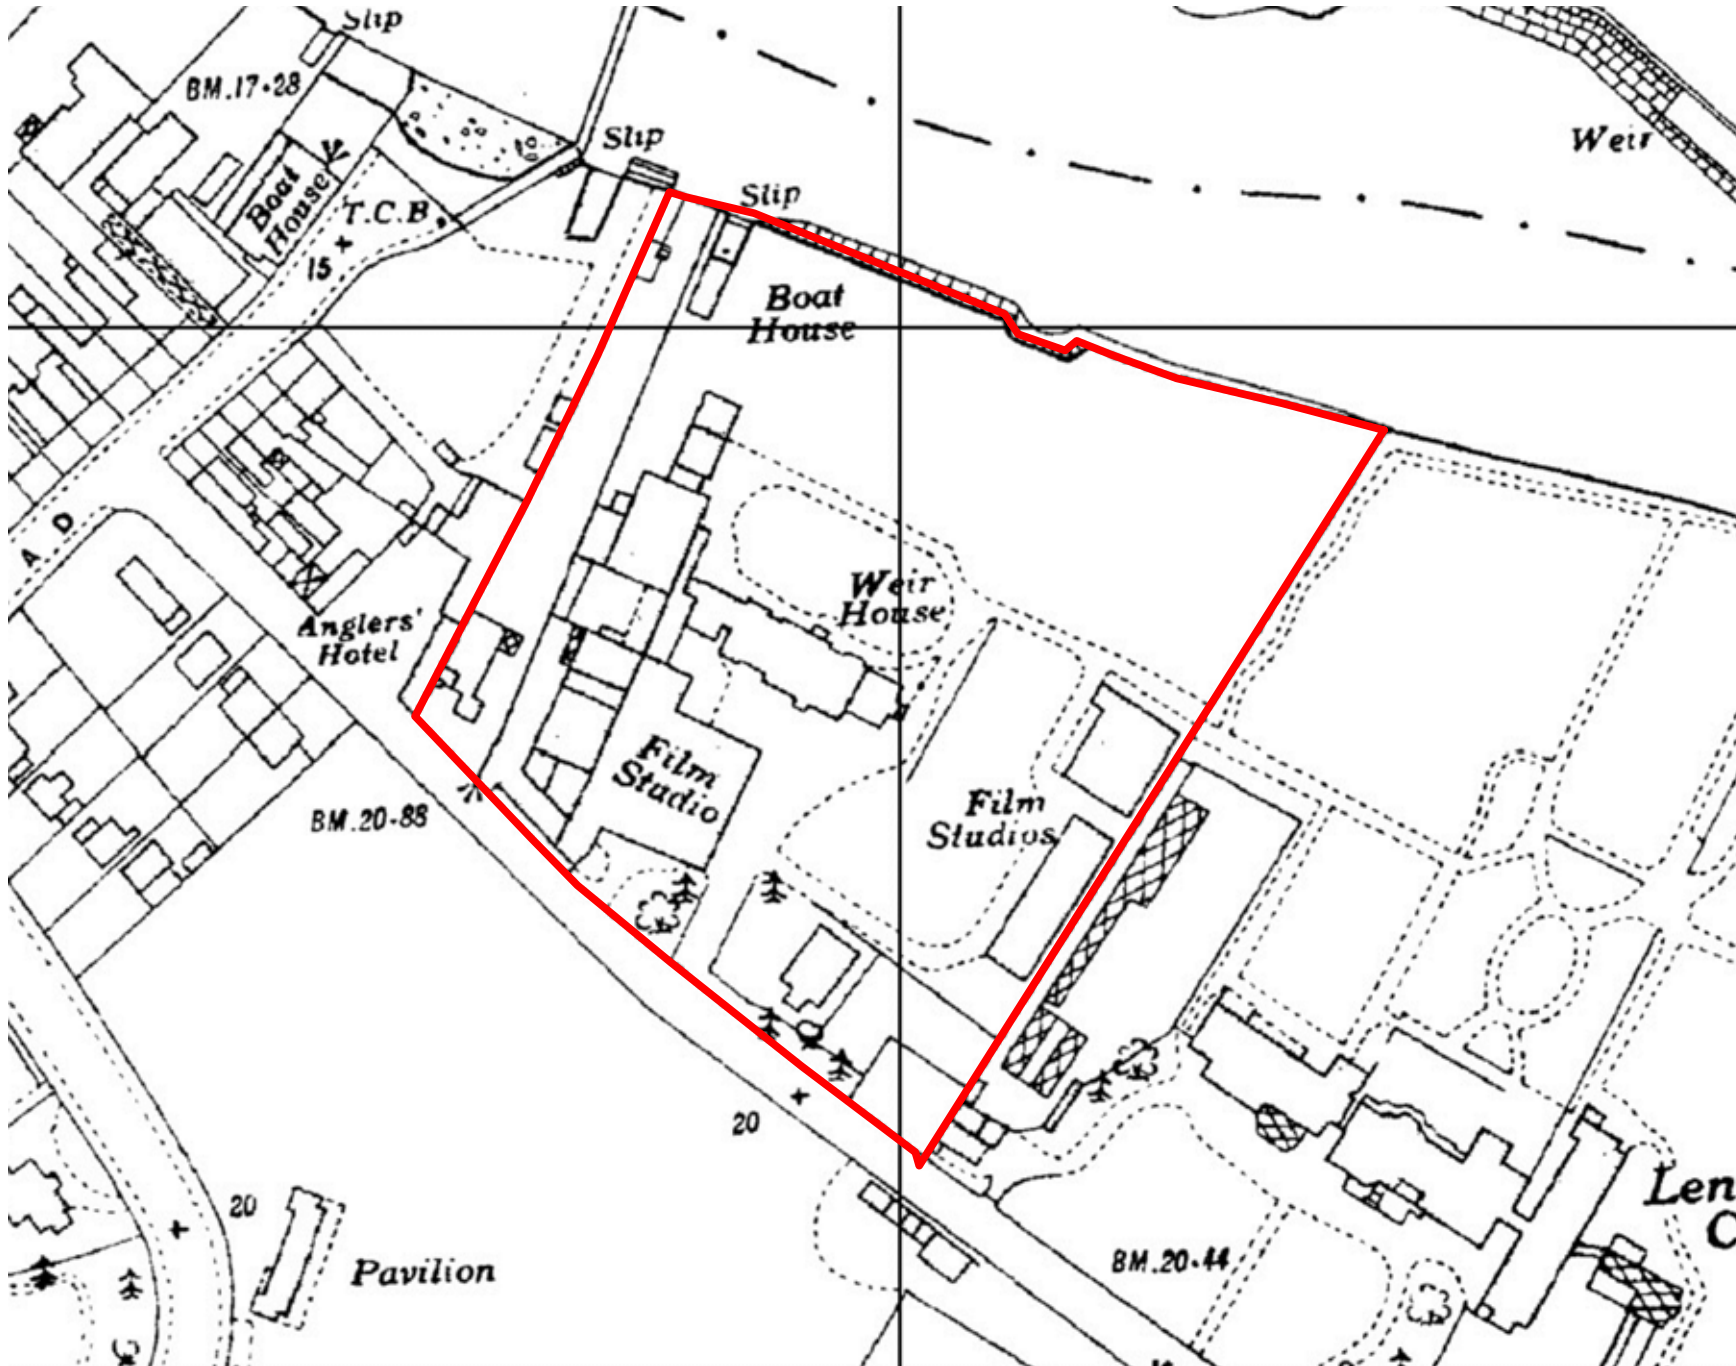 Slip
BM.17·28
Slip
Weir
Slip
Boat
House
T.C.B
15
Boat
House
A D
Weir
House
Anglers'
Hotel
Film
Studio
BM.20·88
Film
Studios
20
20
Len
C
Pavilion
BM.20·44